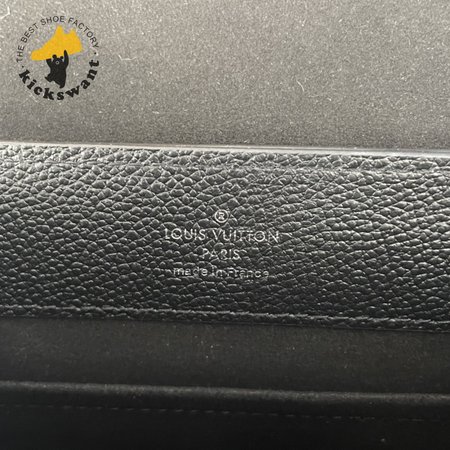 THE BEST SHOE FACTORY
kickswant
®
LOUIS VUITTON
PARIS
made in France